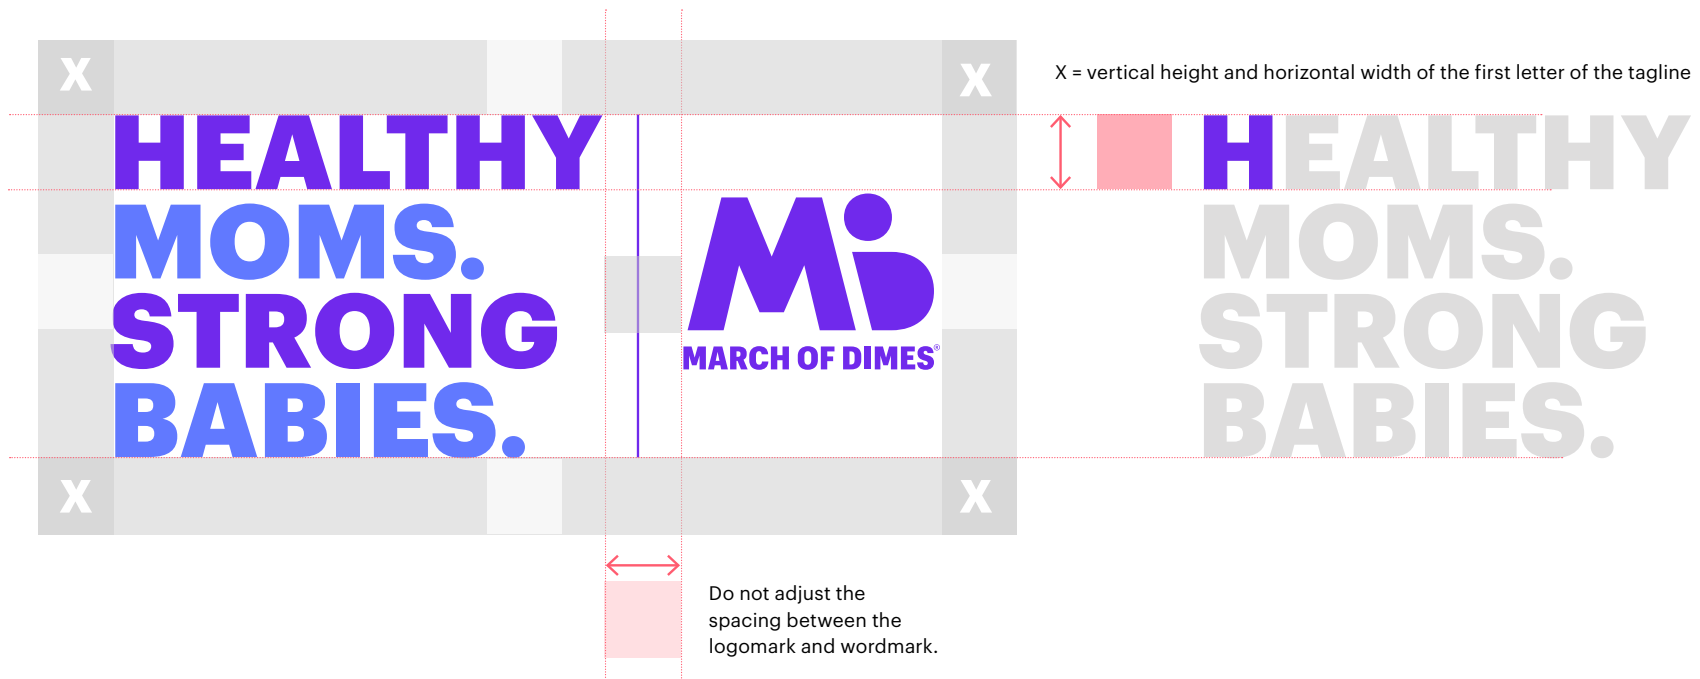 X
X
X = vertical height and horizontal width of the first letter of the tagline
HEALTHY
MOMS.
STRONG
BABIES.
MARCH OF DIMES®
HEALTHY
MOMS.
STRONG
BABIES.
X
X
Do not adjust the
spacing between the
logomark and wordmark.